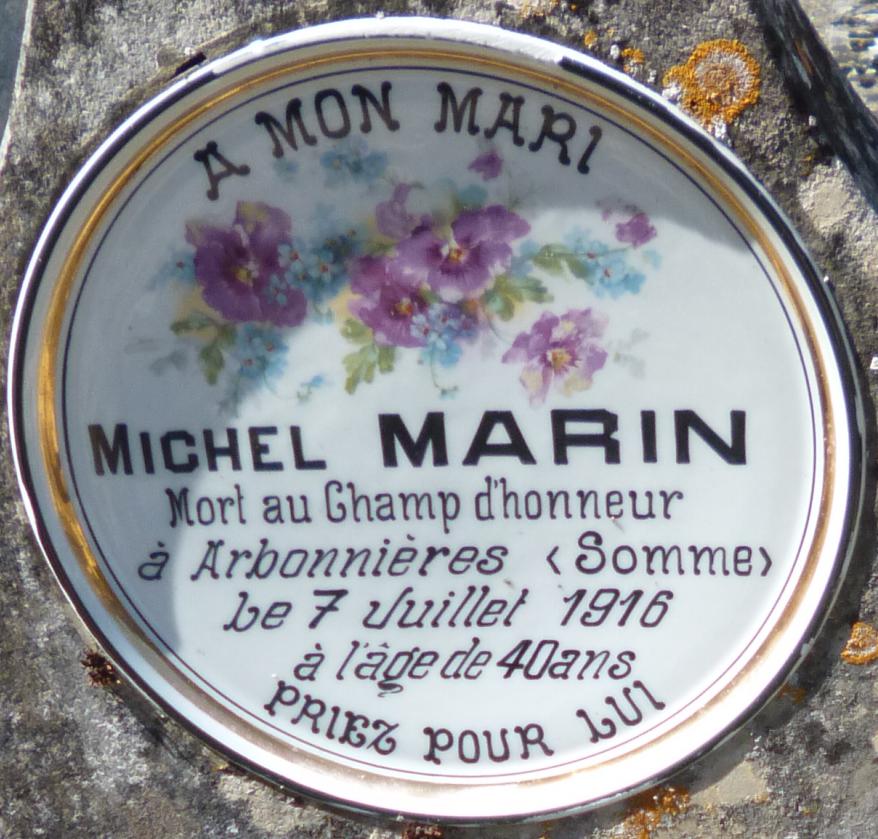 A MON MARI
MICHEL MARIN
Mort au Champ d'honneur
à Arbonnières (Somme)
Le 7 Juillet 1916
à l'âge de 40ans
PRIEZ POUR LUI